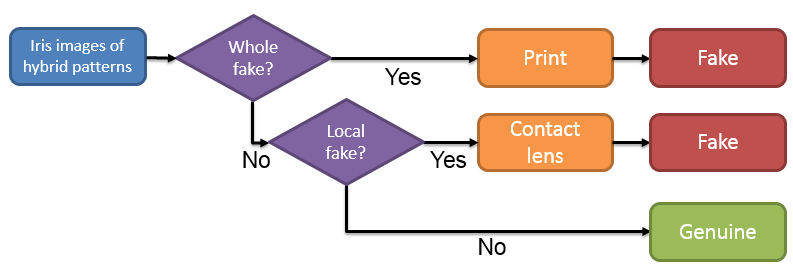 Iris images of
hybrid patterns
Whole
fake?
Yes
Print
Fake
No
Local
fake?
Yes
Contact
lens
Fake
No
Genuine